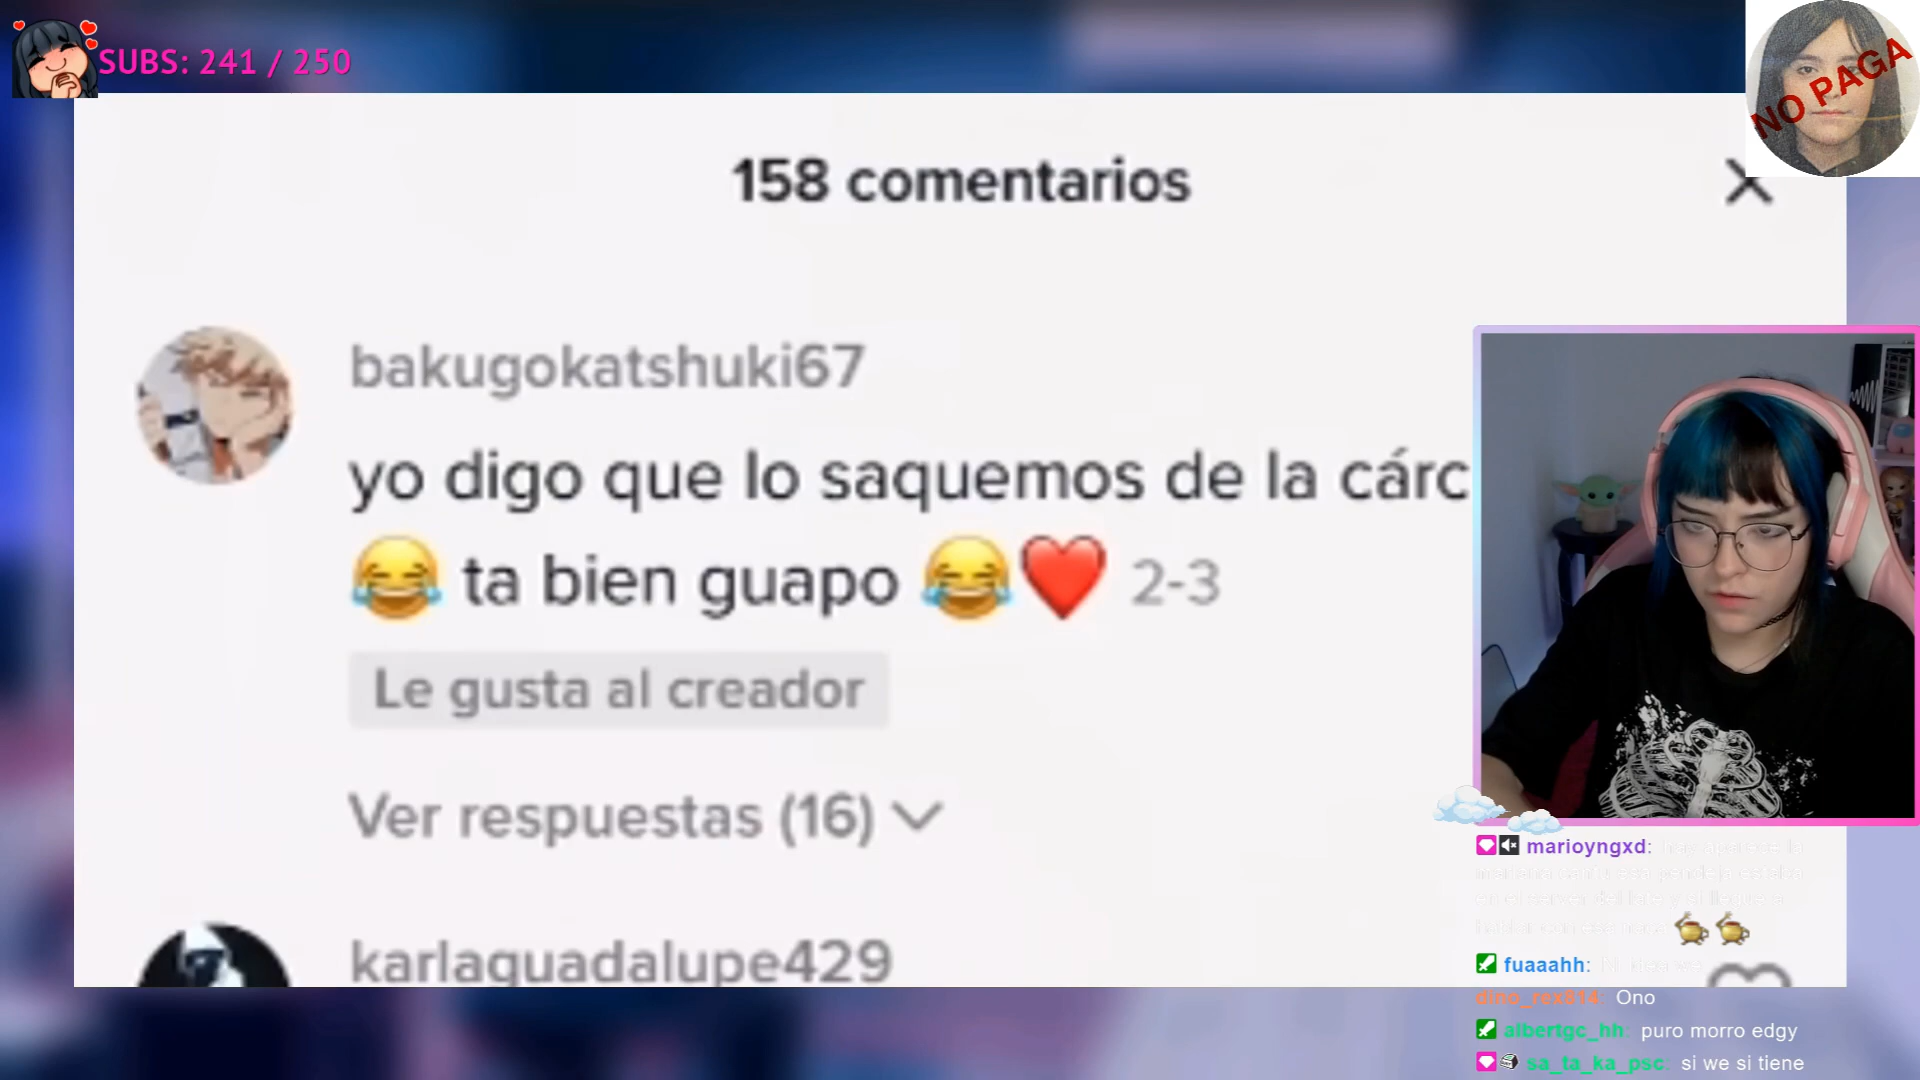 SUBS: 241 / 250
NO PAGA
158 comentarios
bakugokatshuki67
yo digo que lo saquemos de la cárc
😂 ta bien guapo 😂❤️ 2-3
Le gusta al creador
Ver respuestas (16)
karlaguadalupe429
marioyngxd:
fuaaahh:
dino_rex514: Ono
albertgc_hh: puro morro edgy
sa_ta_ka_psc: si we si tiene